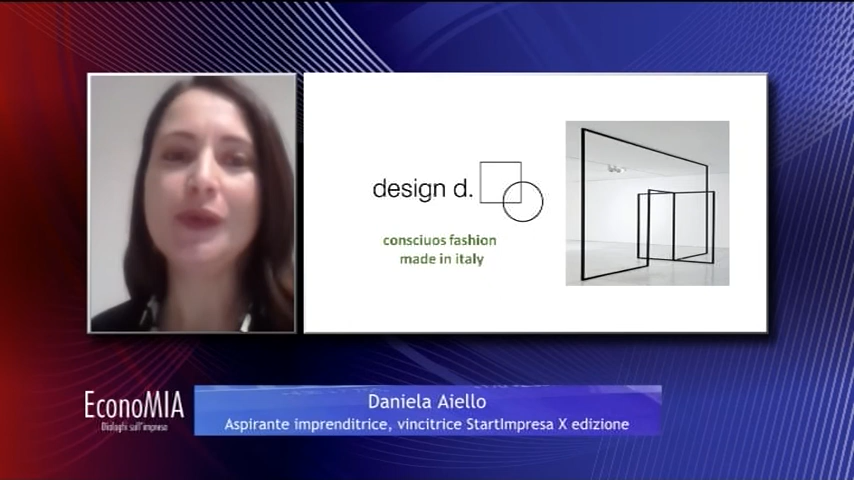 design d.
consciuos fashion
made in italy
EconoMIA
Dialoghi sull'impresa
Daniela Aiello
Aspirante imprenditrice, vincitrice StartImpresa X edizione